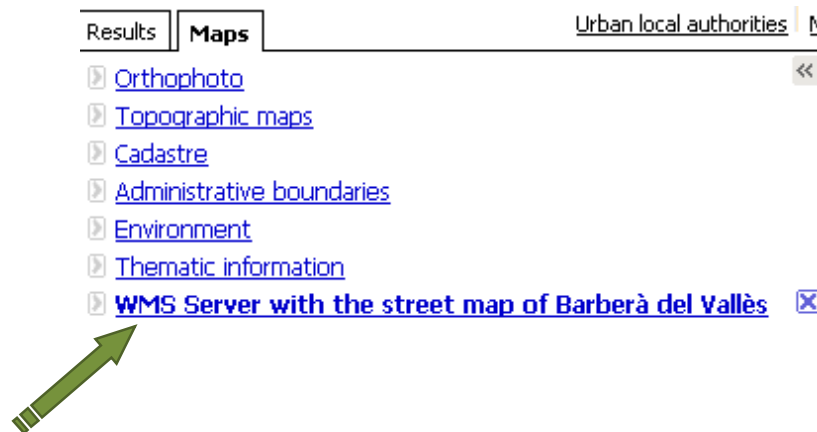 Results Maps Urban local authorities
Orthophoto
Topographic maps
Cadastre
Administrative boundaries
Environment
Thematic information
WMS Server with the street map of Barberà del Vallès